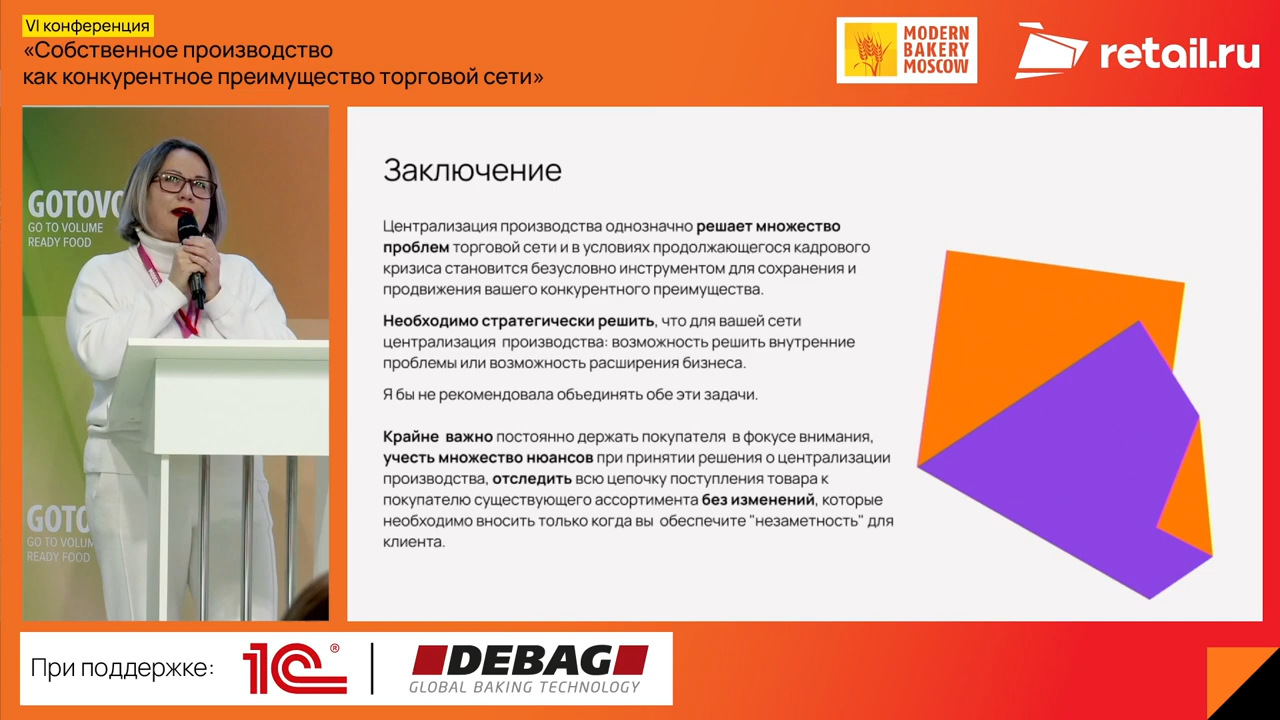 VI конференция
«Собственное производство
как конкурентное преимущество торговой сети»
MODERN
BAKERY
MOSCOW
retail.ru
GOTOVO
GO TO VOLUME
READY FOOD
GOTO
GO TO VOLUM
READY FOOD
Заключение
Централизация производства однозначно решает множество
проблем торговой сети и в условиях продолжающегося кадрового
кризиса становится безусловно инструментом для сохранения и
продвижения вашего конкурентного преимущества.
Необходимо стратегически решить, что для вашей сети
централизация производства: возможность решить внутренние
проблемы или возможность расширения бизнеса.
Я бы не рекомендовала объединять обе эти задачи.
Крайне важно постоянно держать покупателя в фокусе внимания,
учесть множество нюансов при принятии решения о централизации
производства, отследить всю цепочку поступления товара к
покупателю существующего ассортимента без изменений, которые
необходимо вносить только когда вы обеспечите "незаметность" для
клиента.
При поддержке:
1С®
DEBAG
GLOBAL BAKING TECHNOLOGY